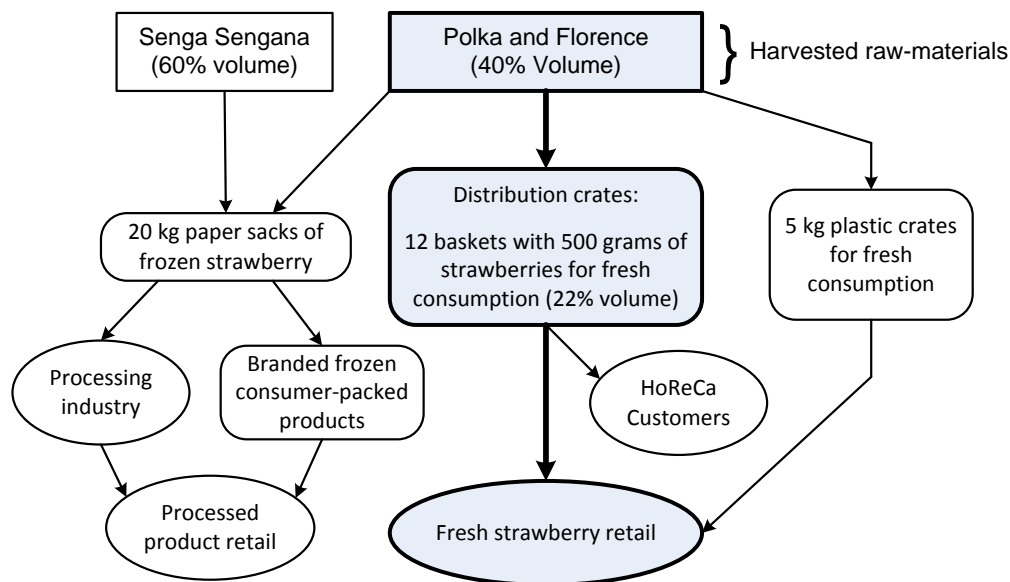 Senga Sengana
(60% volume)
Polka and Florence
(40% Volume)
Harvested raw-materials
20 kg paper sacks of
frozen strawberry
Distribution crates:
12 baskets with 500 grams of
strawberries for fresh
consumption (22% volume)
5 kg plastic crates
for fresh
consumption
Processing
industry
Branded frozen
consumer-packed
products
HoReCa
Customers
Processed
product retail
Fresh strawberry retail